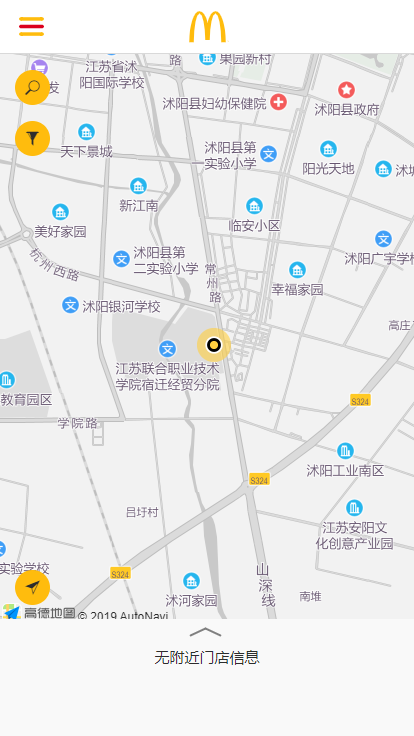 果园新村
路
江苏省沭
阳国际学校
发
沭阳县妇幼保健院
沭阳县政府
天下景城
沭阳县第
一实验小学
阳光天地
沭城
新江南
美好家园
临安小区
沭阳县第
二实验小学
沭阳广宇学校
杭州西路
常州路
幸福家园
沭阳银河学校
高庄
江苏联合职业技术
学院宿迁经贸分院
教育园区
S324
学院路
沭阳工业南区
S324
吕圩村
江苏安阳文
化创意产业园
实验学校
S324
山深线
沭河家园
南堆
高德地图 © 2019 AutoNavi
无附近门店信息